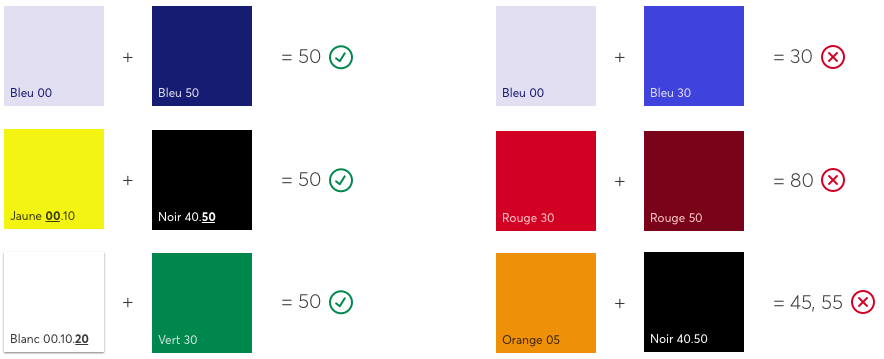 Bleu 00 + Bleu 50 = 50
Bleu 00 + Bleu 30 = 30
Jaune 00.10 + Noir 40.50 = 50
Rouge 30 + Rouge 50 = 80
Blanc 00.10.20 + Vert 30 = 50
Orange 05 + Noir 40.50 = 45, 55